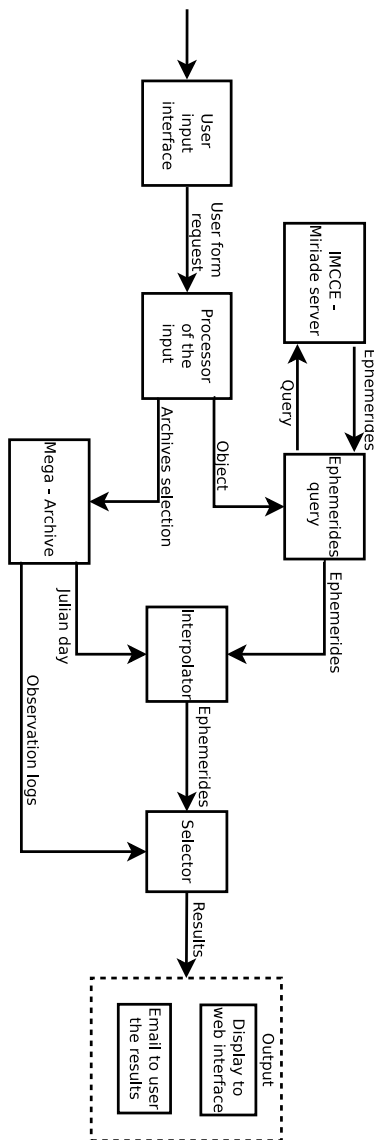 User
input
interface
User form
request
IMCCE -
Miriade server
Ephemerides
Query
Processor
of the
input
Object
Archives selection
Ephemerides
query
Mega - Archive
Ephemerides
Julian day
Observation logs
Interpolator
Ephemerides
Selector
Results
Output
Display to
web interface
Email to user
the results